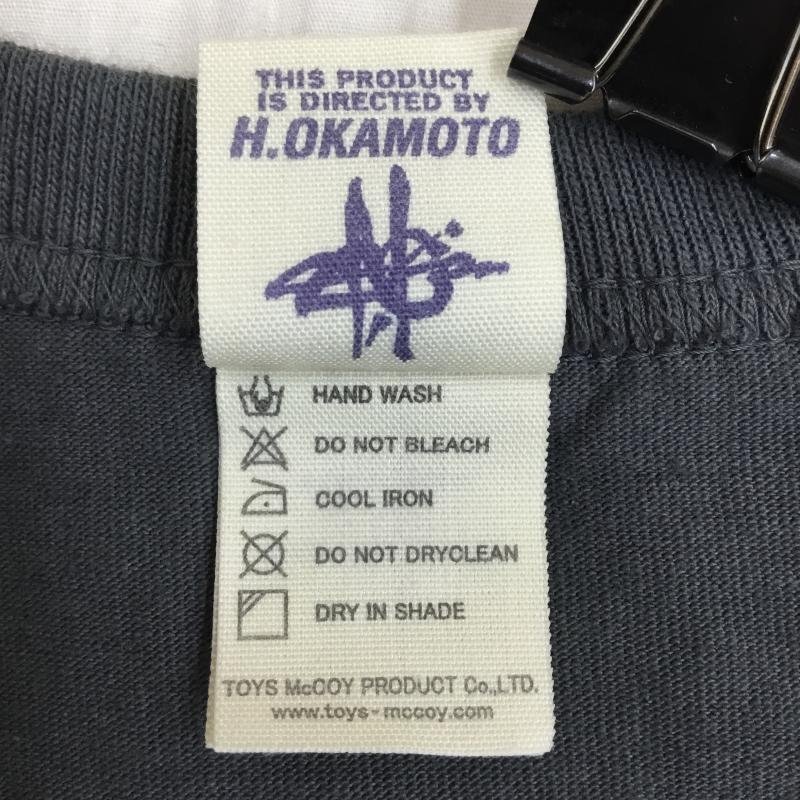 THIS PRODUCT
IS DIRECTED BY
H.OKAMOTO
HAND WASH
DO NOT BLEACH
COOL IRON
DO NOT DRYCLEAN
DRY IN SHADE
TOYS McCOY PRODUCT Co.,LTD.
www.toys-mccoy.com